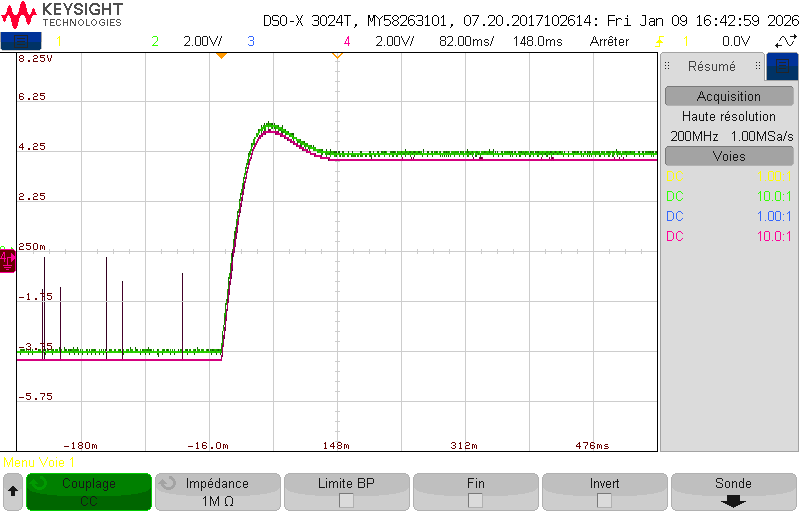 KEYSIGHT
TECHNOLOGIES
DSO-X 3024T, MY58263101, 07.20.2017102614: Fri Jan 09 16:42:59 2026
1 2 2.00V/ 3 4 2.00V/ 82.00ms/ 148.0ms Arrêter 1 0.0V
8.25V
6.25
4.25
2.25
250m
-1.75
-3.75
-5.75
-180m -16.0m 148m 312m 476ms
Résumé
Acquisition
Haute résolution
200MHz 1.00MSa/s
Voies
DC
DC 10.0:1
DC 1.00:1
DC 10.0:1
Menu Voie 1
Couplage
CC
Impédance
1M Ω
Limite BP
Fin
Invert
Sonde